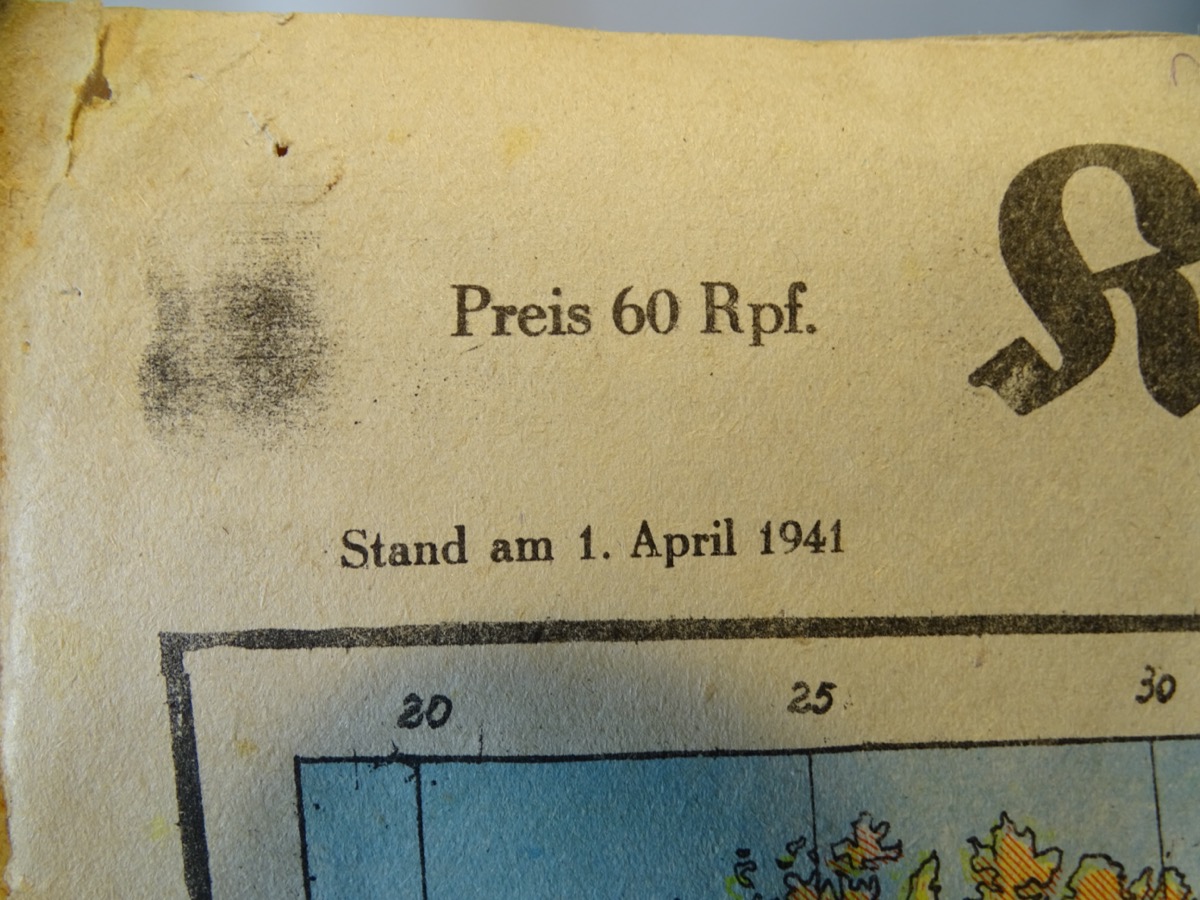 Preis 60 Rpf.
K
Stand am 1. April 1941
20 25 30